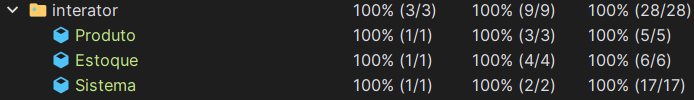 interator 100% (3/3) 100% (9/9) 100% (28/28)
Produto 100% (1/1) 100% (3/3) 100% (5/5)
Estoque 100% (1/1) 100% (4/4) 100% (6/6)
Sistema 100% (1/1) 100% (2/2) 100% (17/17)